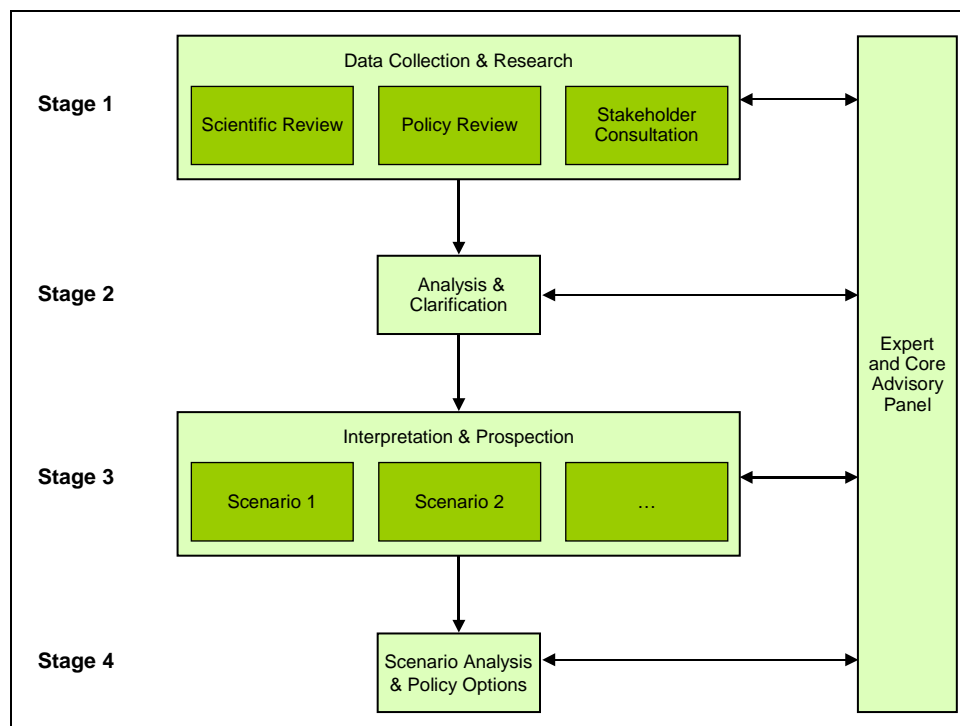 Data Collection & Research
Stage 1
Scientific Review
Policy Review
Stakeholder
Consultation
Stage 2
Analysis &
Clarification
Expert
and Core
Advisory
Panel
Interpretation & Prospection
Stage 3
Scenario 1
Scenario 2
…
Stage 4
Scenario Analysis
& Policy Options